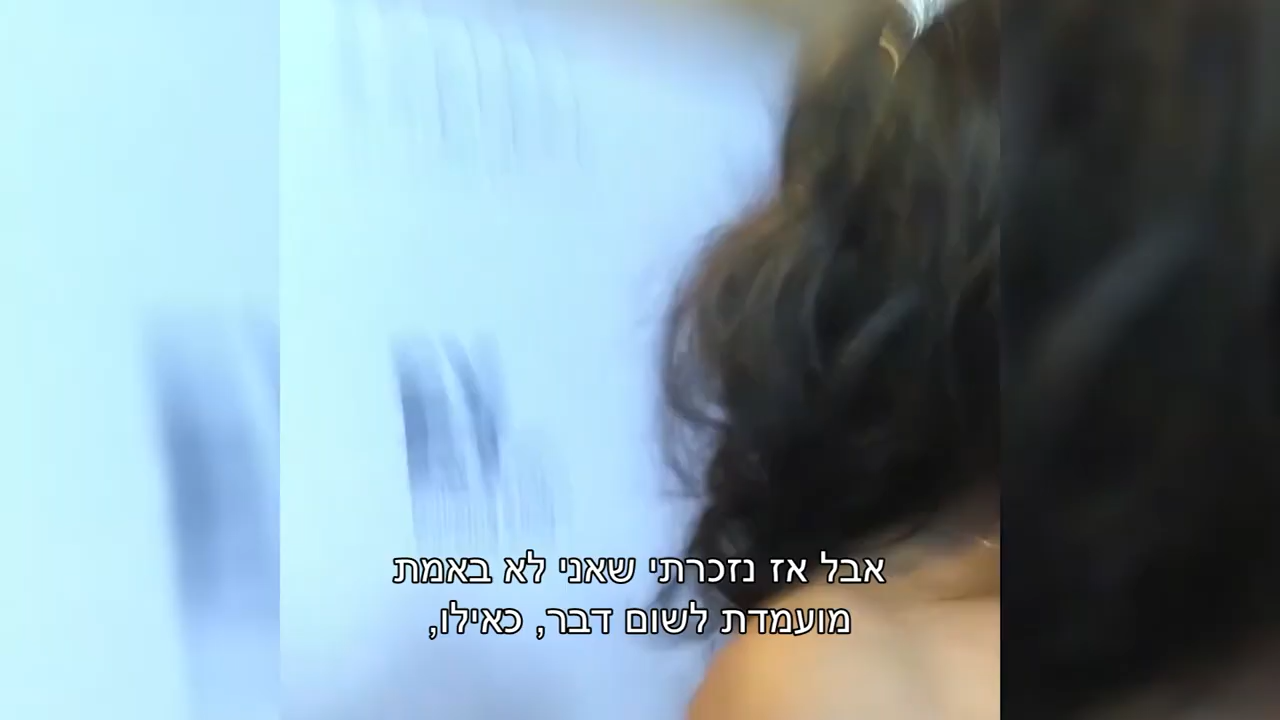 אבל אז נזכרתי שאני לא באמת
מועמדת לשום דבר, כאילו,